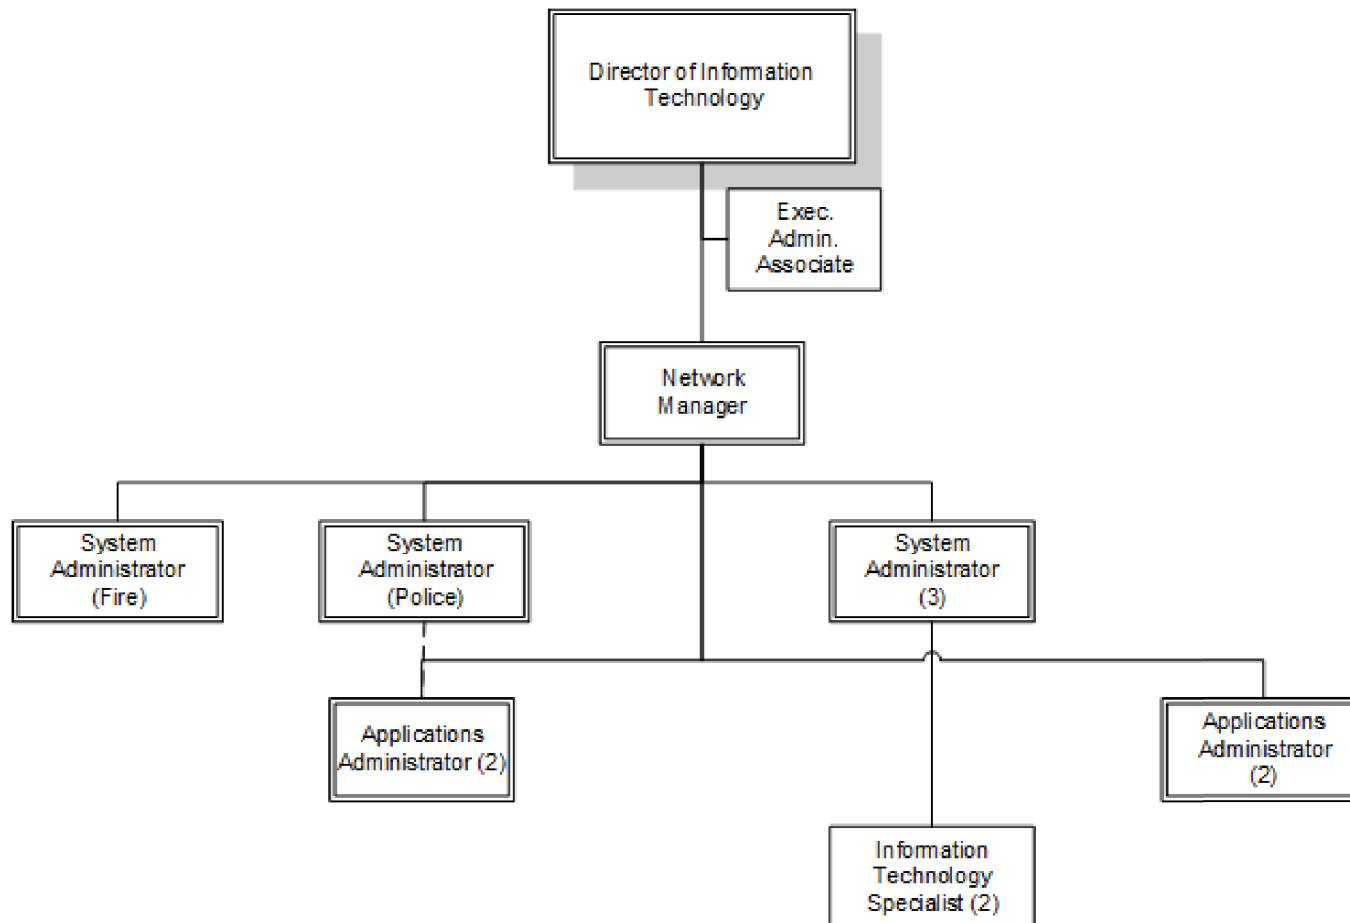 Director of Information
Technology
Exec.
Admin.
Associate
Network
Manager
System
Administrator
(Fire)
System
Administrator
(Police)
System
Administrator
(3)
Applications
Administrator (2)
Applications
Administrator
(2)
Information
Technology
Specialist (2)